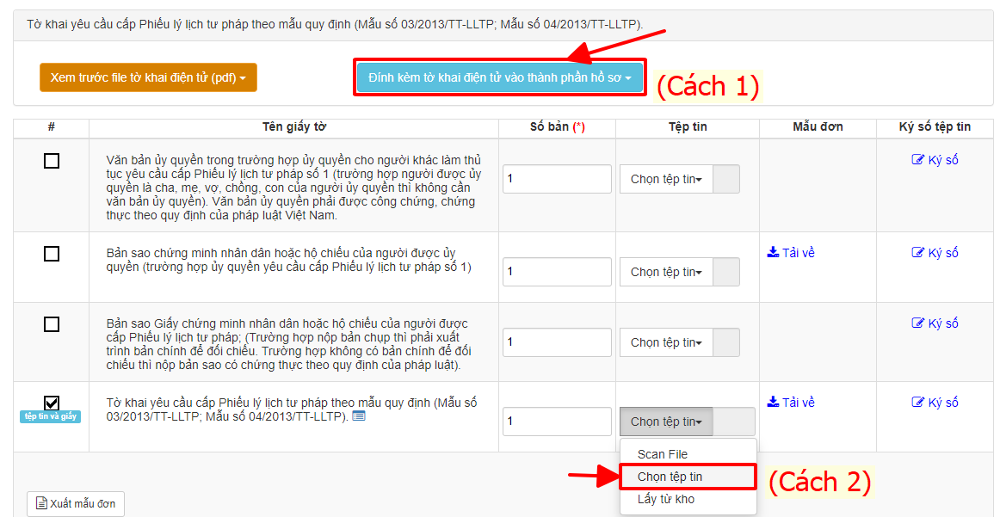 Tờ khai yêu cầu cấp Phiếu lý lịch tư pháp theo mẫu quy định (Mẫu số 03/2013/TT-LLTP; Mẫu số 04/2013/TT-LLTP).
Xem trước file tờ khai điện tử (pdf)
Đính kèm tờ khai điện tử vào thành phần hồ sơ
(Cách 1)
# Tên giấy tờ Số bản (*) Tệp tin Mẫu đơn Ký số tệp tin
Văn bản ủy quyền trong trường hợp ủy quyền cho người khác làm thủ
tục yêu cầu cấp Phiếu lý lịch tư pháp số 1 (trường hợp người được ủy
quyền là cha, mẹ, vợ, chồng, con của người ủy quyền thì không cần
văn bản ủy quyền). Văn bản ủy quyền phải được công chứng, chứng
thực theo quy định của pháp luật Việt Nam.
1
Chọn tệp tin
Ký số
Bản sao chứng minh nhân dân hoặc hộ chiếu của người được ủy
quyền (trường hợp ủy quyền yêu cầu cấp Phiếu lý lịch tư pháp số 1)
1
Chọn tệp tin
Tải về
Ký số
Bản sao Giấy chứng minh nhân dân hoặc hộ chiếu của người được
cấp Phiếu lý lịch tư pháp; (Trường hợp nộp bản chụp thì phải xuất
trình bản chính để đối chiếu. Trường hợp không có bản chính để đối
chiếu thì nộp bản sao có chứng thực theo quy định của pháp luật).
1
Chọn tệp tin
Ký số
tệp tin và giấy
Tờ khai yêu cầu cấp Phiếu lý lịch tư pháp theo mẫu quy định (Mẫu số
03/2013/TT-LLTP; Mẫu số 04/2013/TT-LLTP).
1
Chọn tệp tin
Tải về
Ký số
Scan File
Chọn tệp tin
Lấy từ kho
(Cách 2)
Xuất mẫu đơn